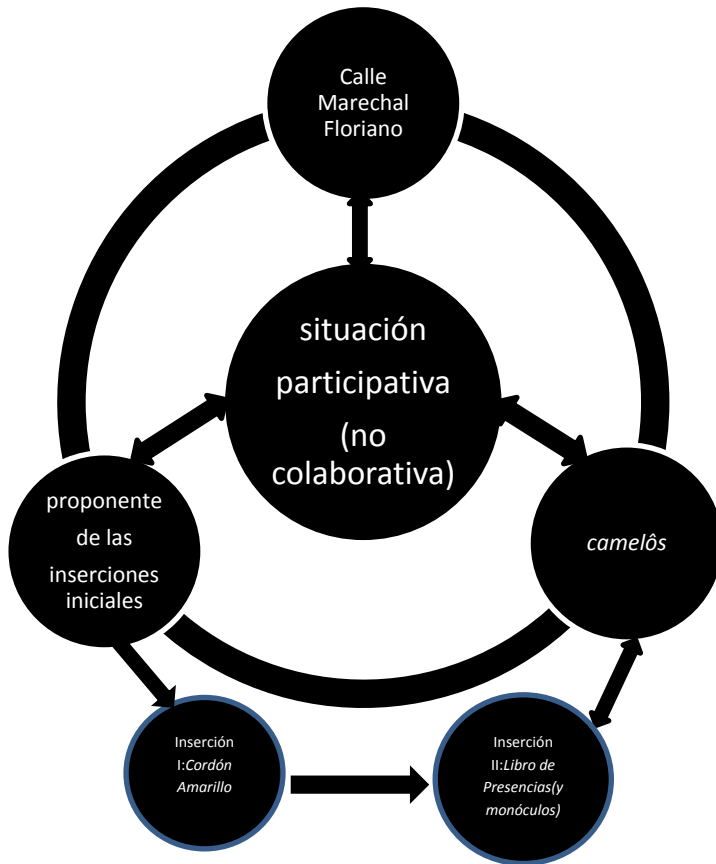 Calle
Marechal
Floriano
situación
participativa
(no
colaborativa)
proponente
de las
inserciones
iniciales
camelôs
Inserción
I:Cordón
Amarillo
Inserción
II:Libro de
Presencias(y
monóculos)